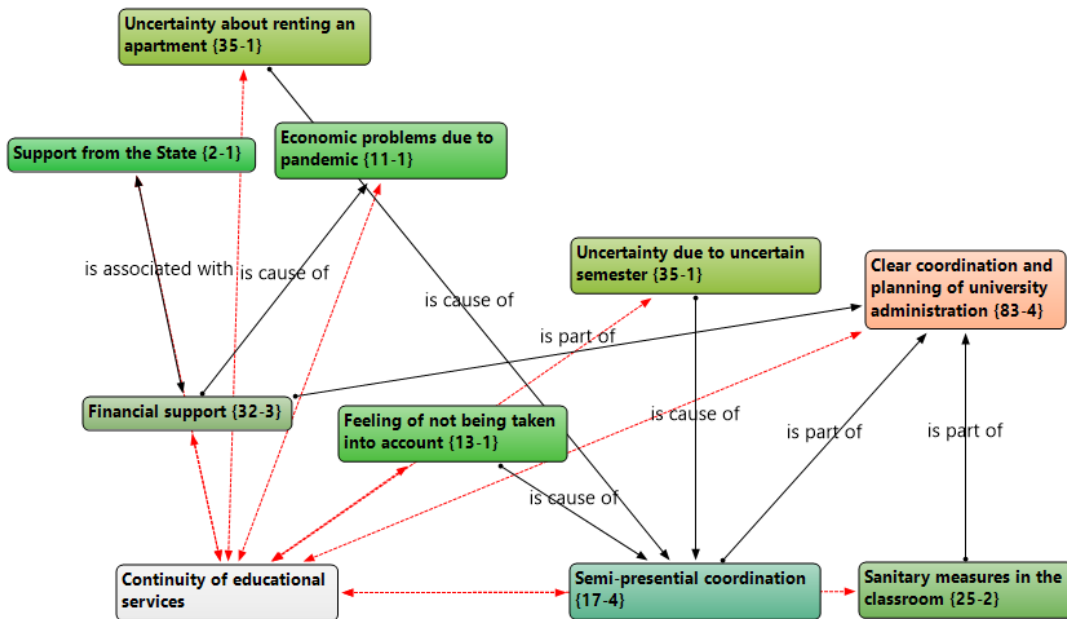 Uncertainty about renting an
apartment {35-1}
Support from the State {2-1}
Economic problems due to
pandemic {11-1}
is associated with
is cause of
Uncertainty due to uncertain
semester {35-1}
Clear coordination and
planning of university
administration {83-4}
is cause of
is part of
Financial support {32-3}
Feeling of not being taken
into account {13-1}
is cause of
is part of
is part of
is cause of
Continuity of educational
services
Semi-presential coordination
{17-4}
Sanitary measures in the
classroom {25-2}